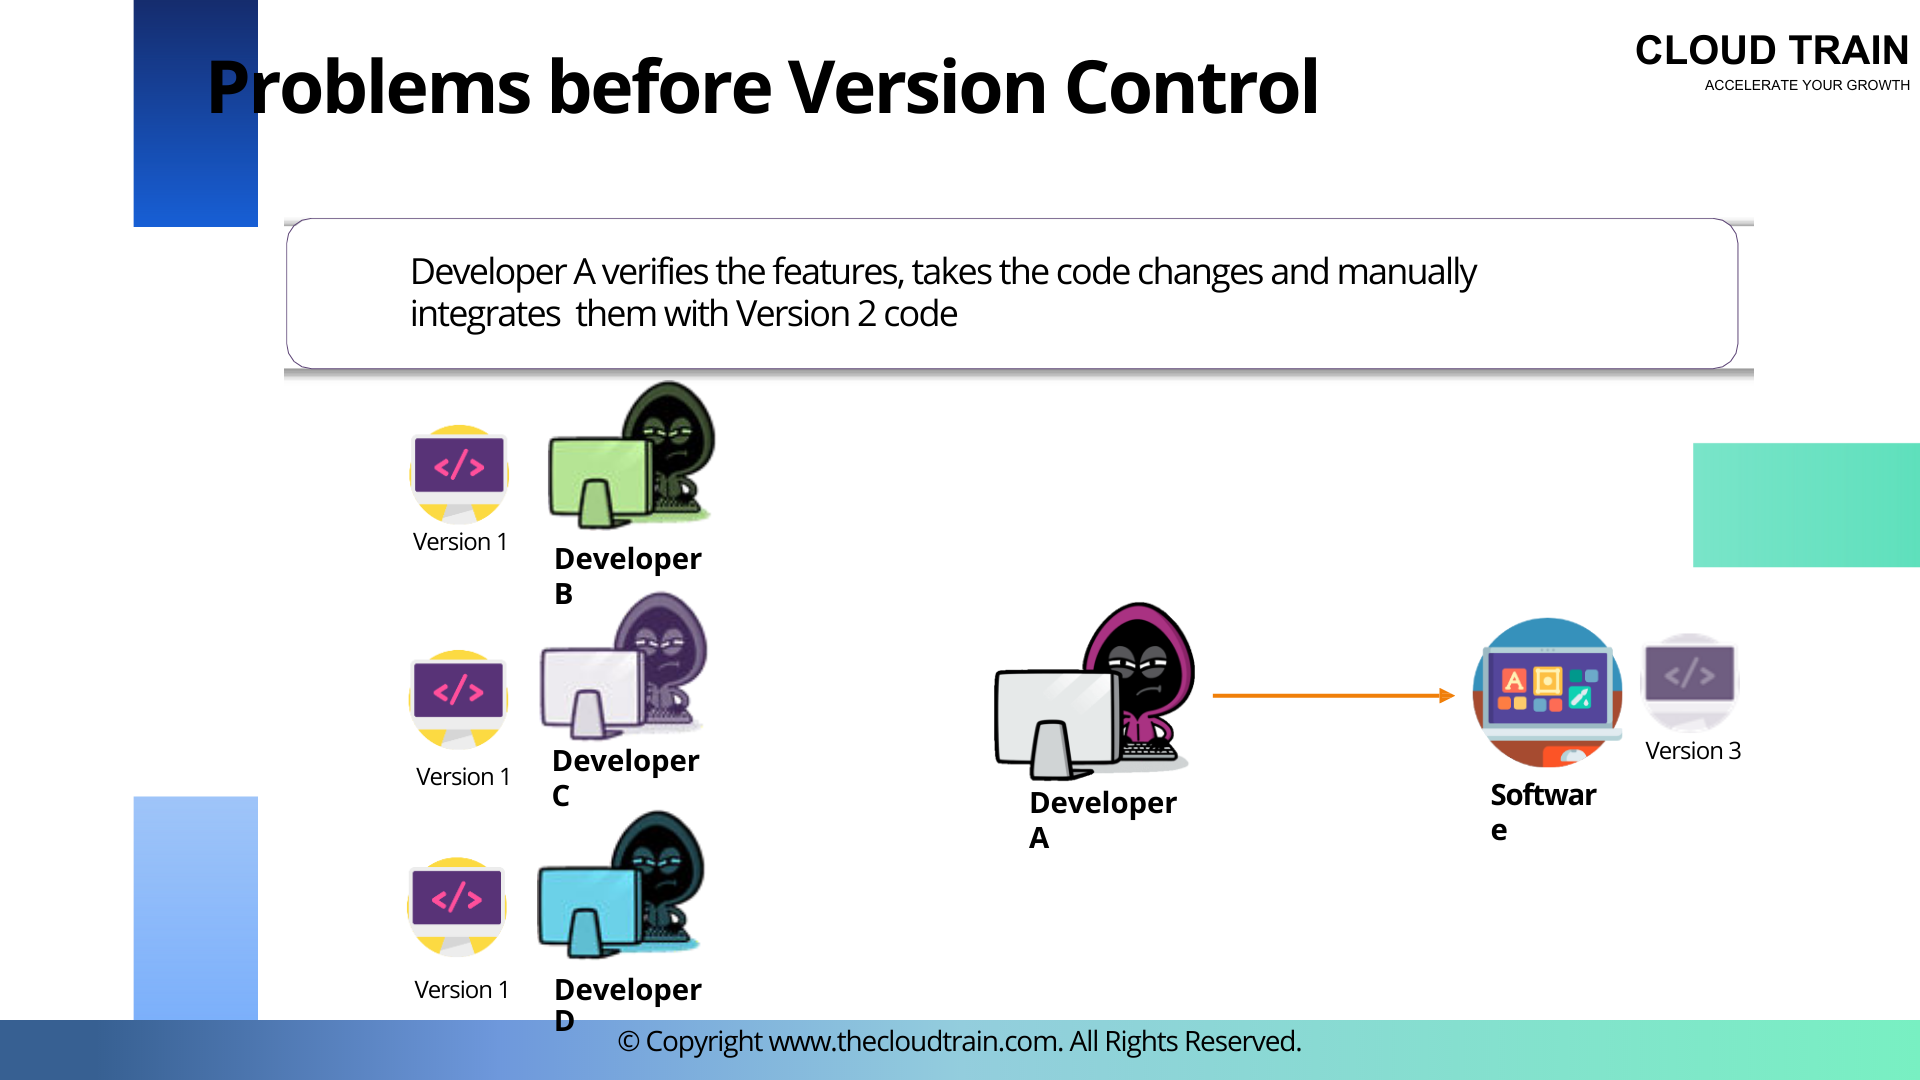 Problems before Version Control
CLOUD TRAIN
ACCELERATE YOUR GROWTH
Developer A verifies the features, takes the code changes and manually
integrates  them with Version 2 code
</>
Version 1
Developer
B
</>
Version 1
Developer
C
</>
Version 1
Developer
D
Developer
A
A
Softwar
e
</>
Version 3
© Copyright www.thecloudtrain.com. All Rights Reserved.